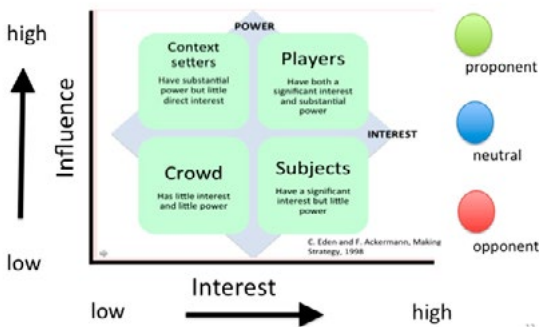 high
POWER
Context
setters
Have substantial
power but little
direct interest
Players
Have both a
significant interest
and substantial
power
Influence
INTEREST
Crowd
Has little interest
and little power
Subjects
Have a significant
interest but little
power
C. Eden and F. Ackermann, Making
Strategy, 1998
low
Interest
low
high
proponent
neutral
opponent